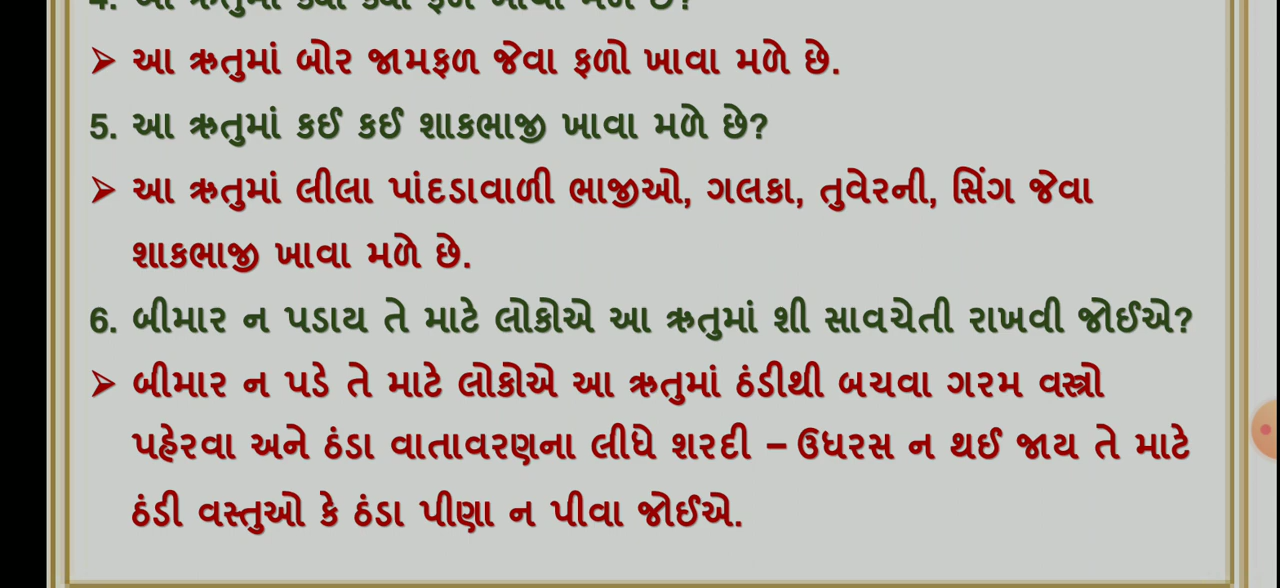 આ ઋતુમાં બોર જામફળ જેવા ફળો ખાવા મળે છે.
5. આ ઋતુમાં કઈ કઈ શાકભાજી ખાવા મળે છે?
આ ઋતુમાં લીલા પાંદડાવાળી ભાજીઓ, ગલકા, તુવેરની, સિંગ જેવા
શાકભાજી ખાવા મળે છે.
6. બીમાર ન પડાય તે માટે લોકોએ આ ઋતુમાં શી સાવચેતી રાખવી જોઈએ?
બીમાર ન પડે તે માટે લોકોએ આ ઋતુમાં ઠંડીથી બચવા ગરમ વસ્ત્રો
પહેરવા અને ઠંડા વાતાવરણના લીધે શરદી – ઉધરસ ન થઈ જાય તે માટે
ઠંડી વસ્તુઓ કે ઠંડા પીણા ન પીવા જોઈએ.